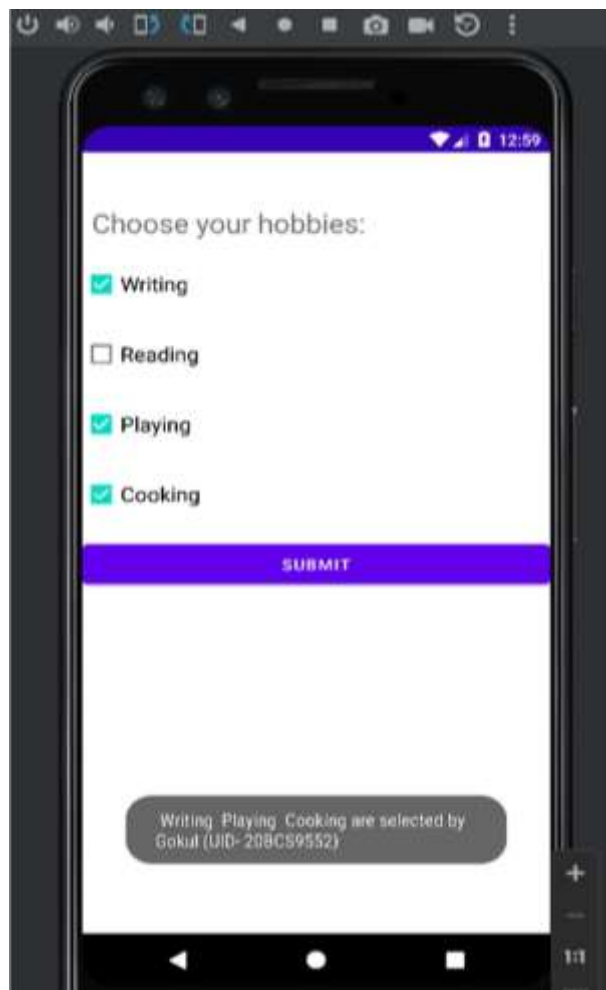 12:59
Choose your hobbies:
Writing
Reading
Playing
Cooking
SUBMIT
Writing Playing Cooking are selected by
Gokul (UID- 20BCS9552)
1:1